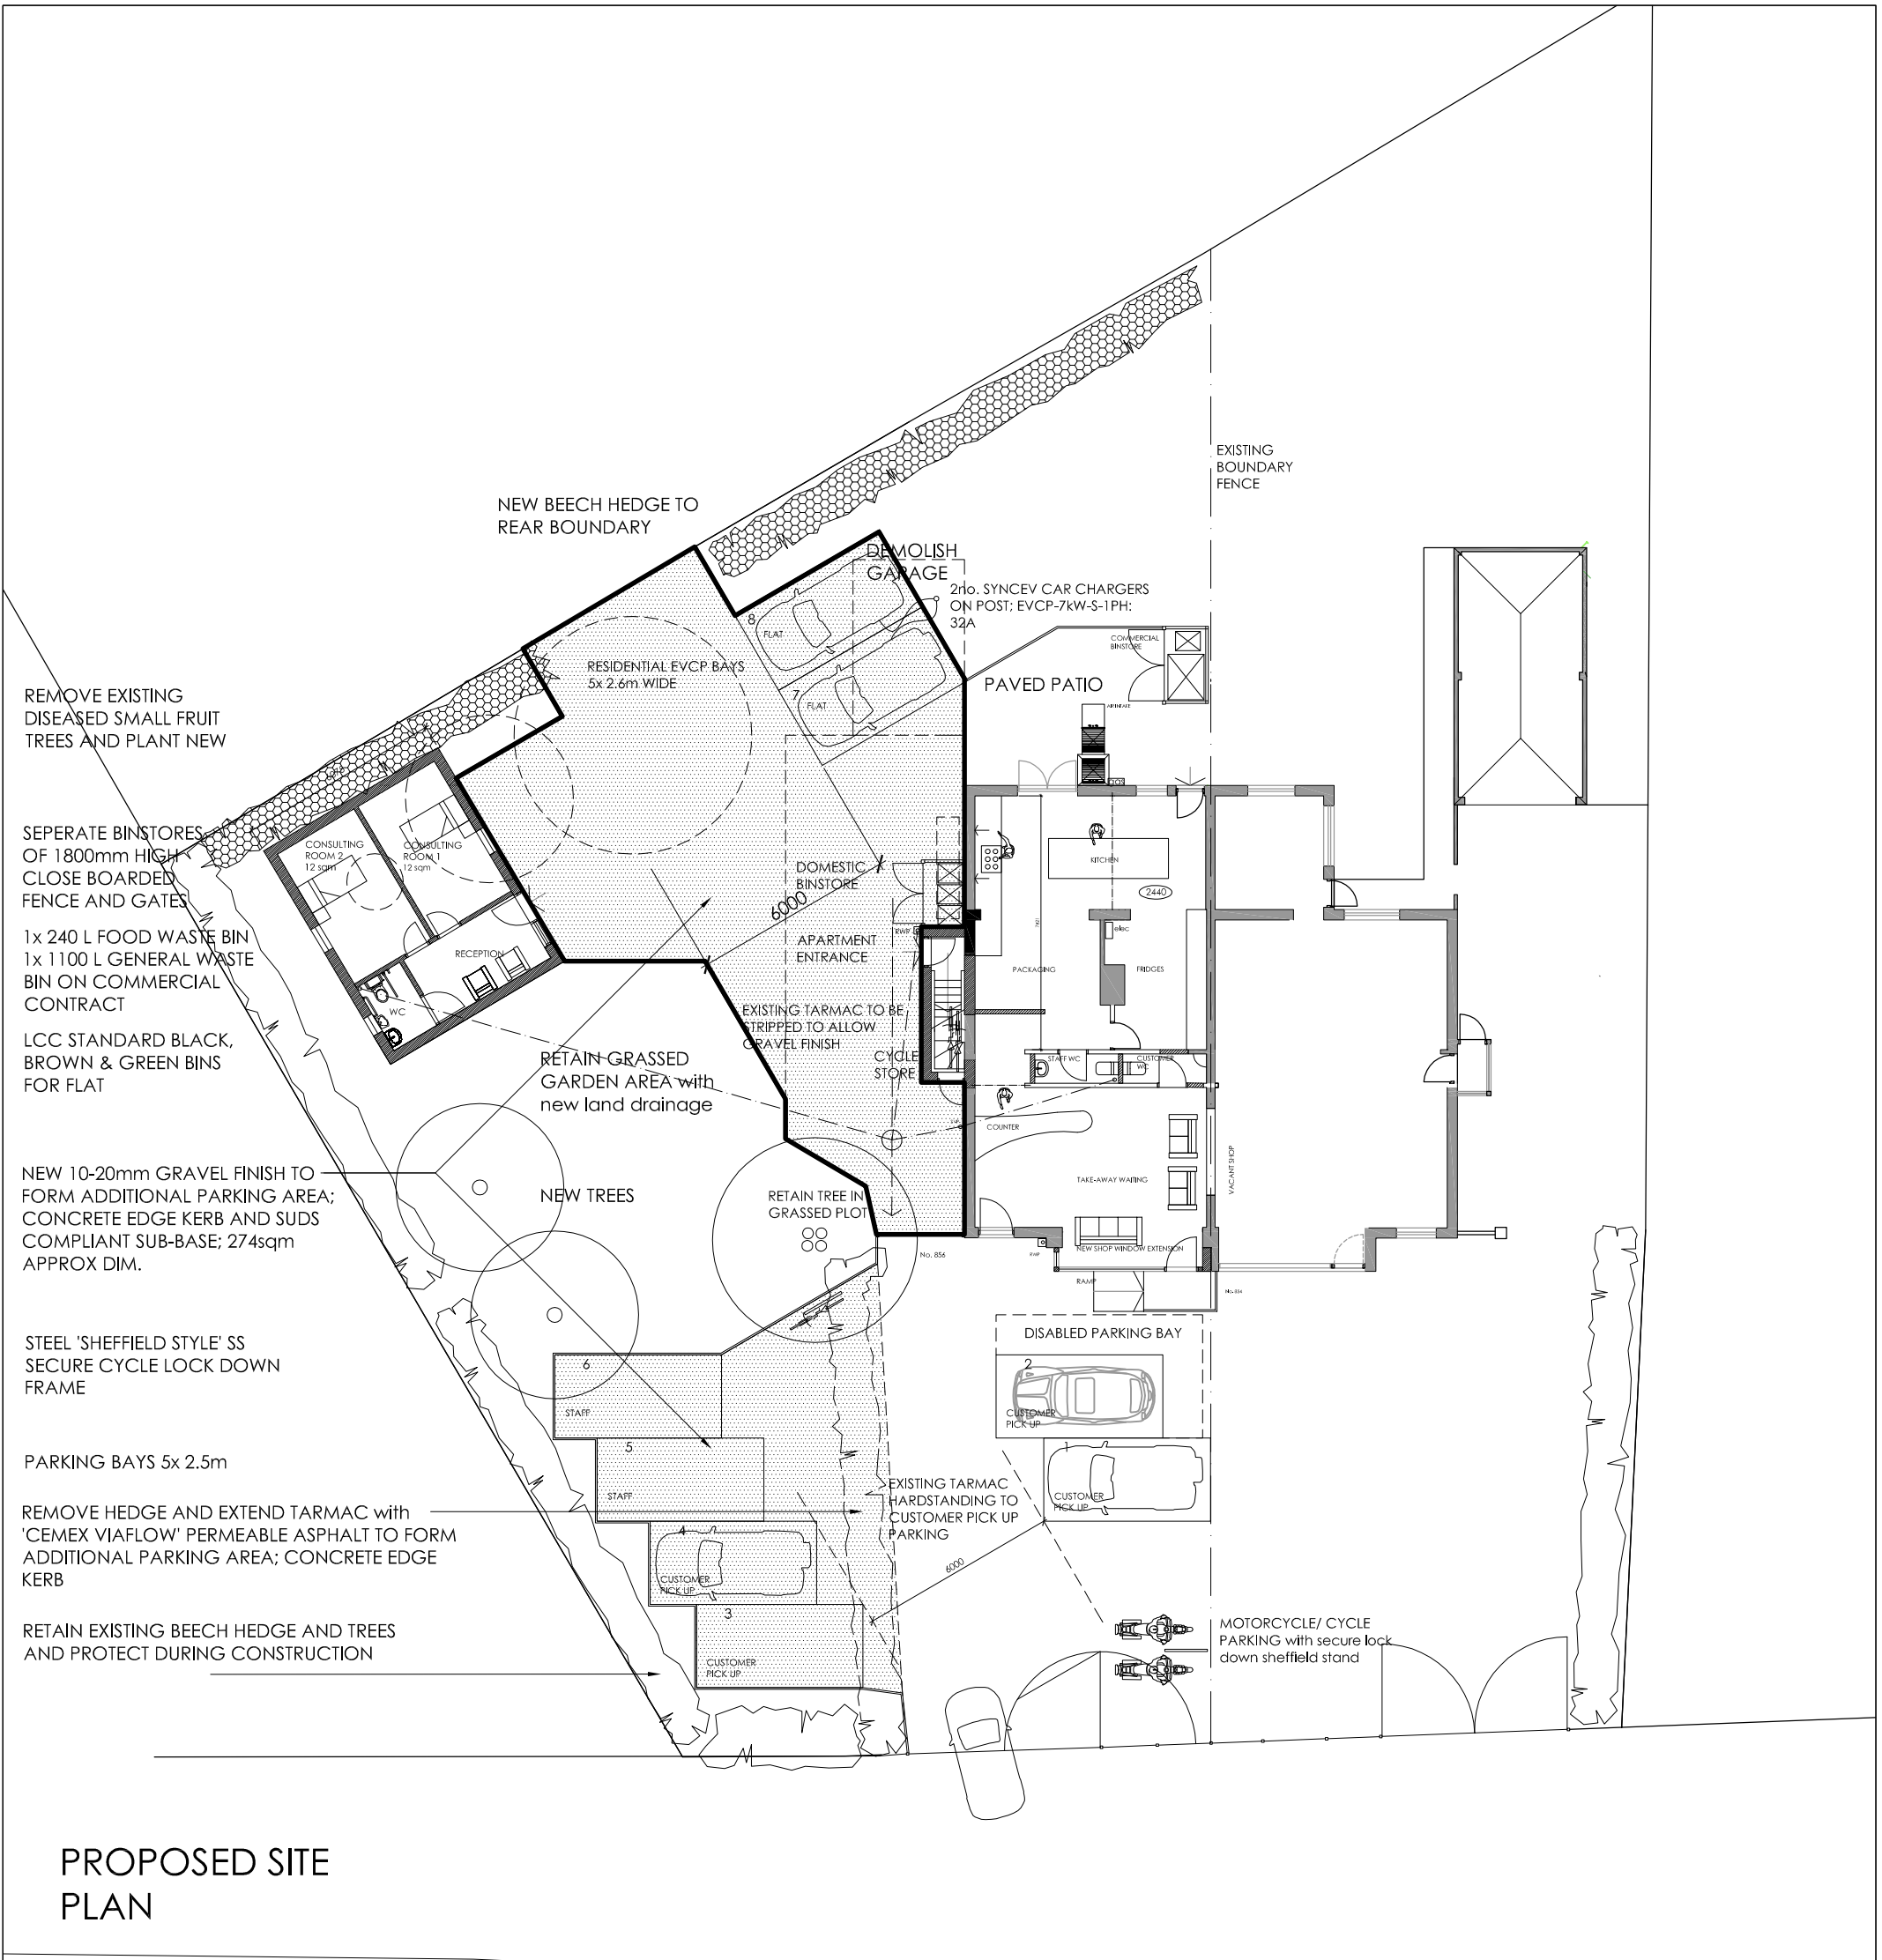 EXISTING
BOUNDARY
FENCE
NEW BEECH HEDGE TO
REAR BOUNDARY
DEMOLISH
GARAGE
2no. SYNCEV CAR CHARGERS
ON POST; EVCP-7kW-S-1PH:
32A
8
FLAT
7
FLAT
RESIDENTIAL EVCP BAYS
5x 2.6m WIDE
COMMERCIAL
BINSTORE
PAVED PATIO
AIR INTAKE
REMOVE EXISTING
DISEASED SMALL FRUIT
TREES AND PLANT NEW
SEPERATE BINSTORES
OF 1800mm HIGH
CLOSE BOARDED
FENCE AND GATES
1x 240 L FOOD WASTE BIN
1x 1100 L GENERAL WASTE
BIN ON COMMERCIAL
CONTRACT
LCC STANDARD BLACK,
BROWN & GREEN BINS
FOR FLAT
CONSULTING
ROOM 2
12 sqm
CONSULTING
ROOM 1
12 sqm
RECEPTION
WC
DOMESTIC
BINSTORE
6000
RWP
APARTMENT
ENTRANCE
KITCHEN
2440
elec
PACKAGING
FRIDGES
EXISTING TARMAC TO BE
STRIPPED TO ALLOW
GRAVEL FINISH
CYCLE
STORE
STAFF WC
CUSTOMER
WC
RETAIN GRASSED
GARDEN AREA with
new land drainage
COUNTER
TAKE-AWAY WAITING
VACANT SHOP
NEW 10-20mm GRAVEL FINISH TO
FORM ADDITIONAL PARKING AREA;
CONCRETE EDGE KERB AND SUDS
COMPLIANT SUB-BASE; 274sqm
APPROX DIM.
NEW TREES
RETAIN TREE IN
GRASSED PLOT
No. 856
RWP
NEW SHOP WINDOW EXTENSION
RAMP
No. 854
DISABLED PARKING BAY
STEEL 'SHEFFIELD STYLE' SS
SECURE CYCLE LOCK DOWN
FRAME
6
STAFF
2
CUSTOMER
PICK UP
5
STAFF
1
CUSTOMER
PICK UP
PARKING BAYS 5x 2.5m
EXISTING TARMAC
HARDSTANDING TO
CUSTOMER PICK UP
PARKING
REMOVE HEDGE AND EXTEND TARMAC with
'CEMEX VIAFLOW' PERMEABLE ASPHALT TO FORM
ADDITIONAL PARKING AREA; CONCRETE EDGE
KERB
4
CUSTOMER
PICK UP
6000
3
CUSTOMER
PICK UP
RETAIN EXISTING BEECH HEDGE AND TREES
AND PROTECT DURING CONSTRUCTION
MOTORCYCLE/ CYCLE
PARKING with secure lock
down sheffield stand
PROPOSED SITE
PLAN